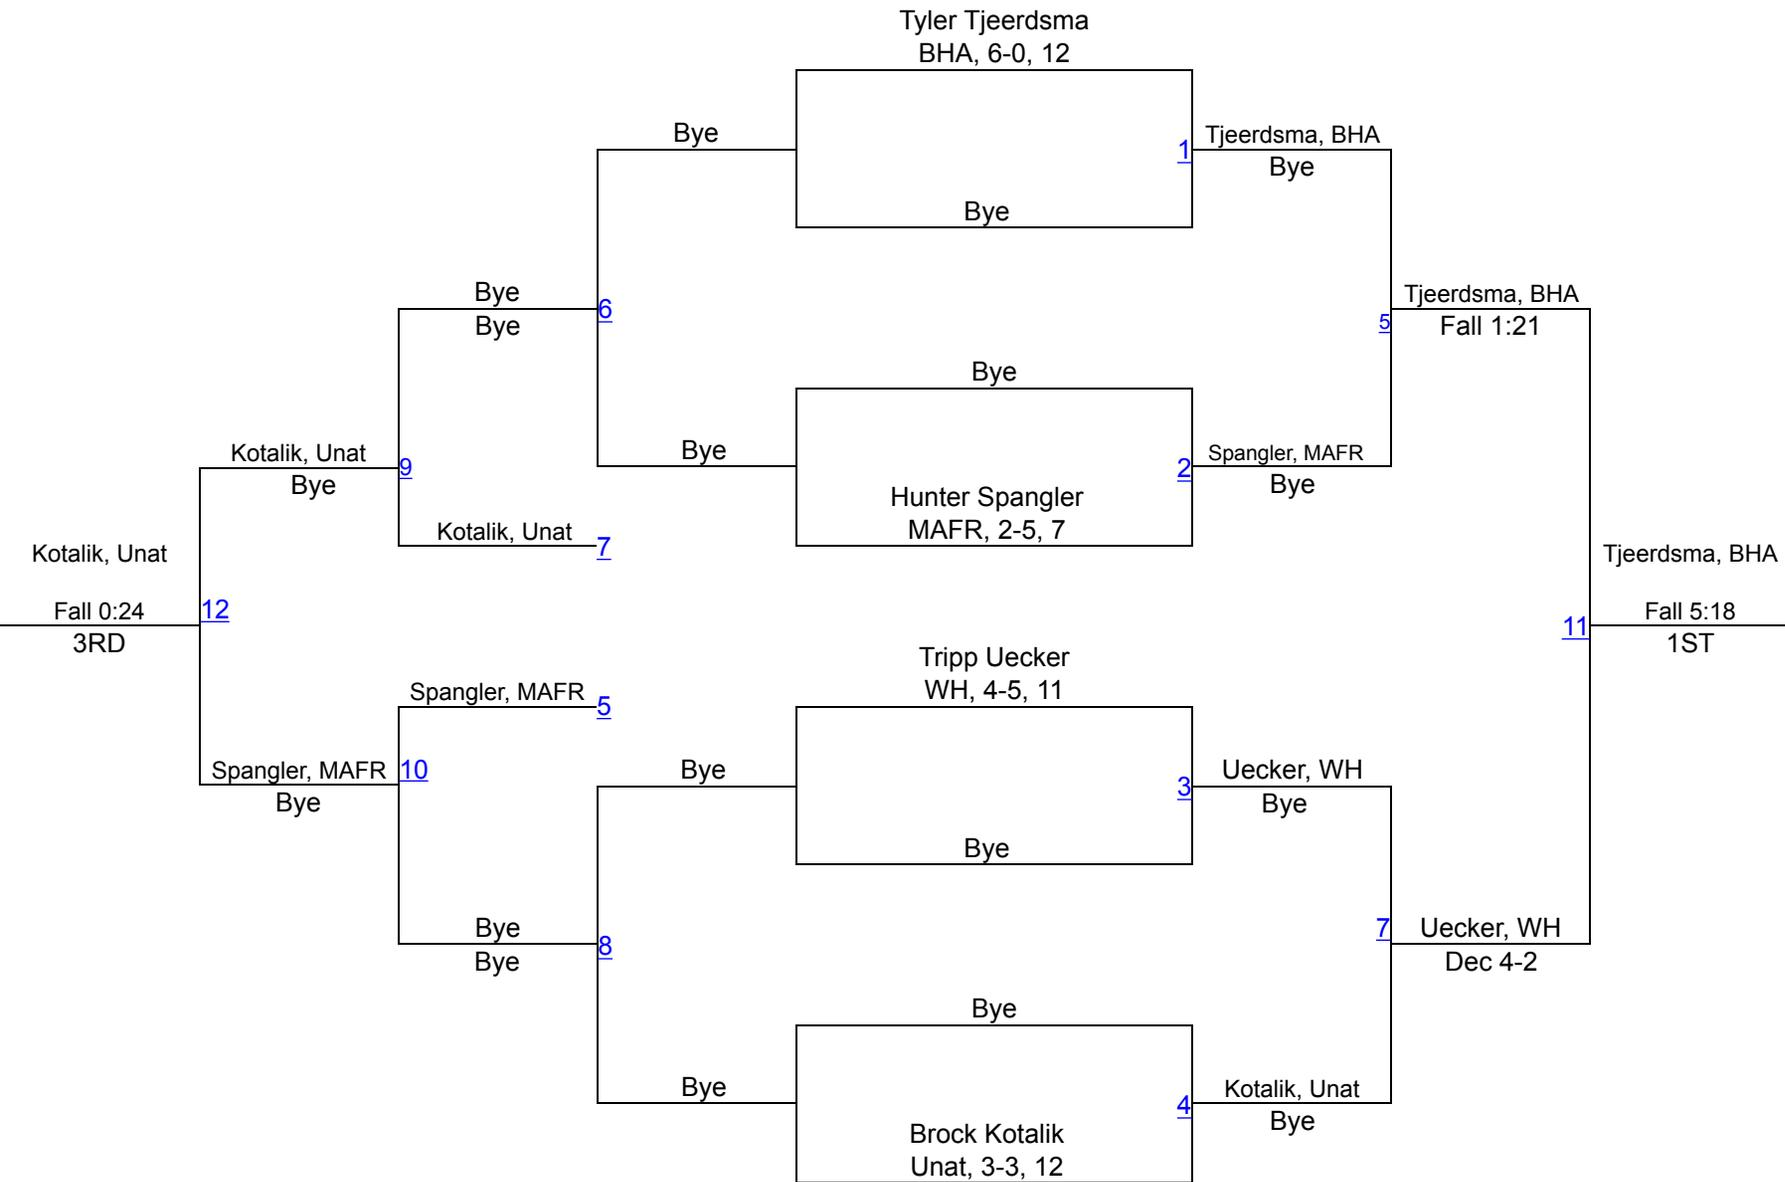 Tyler Tjeerdsma
BHA, 6-0, 12
Bye
1
Tjeerdsma, BHA
Bye
Bye
Bye
Bye
6
Tjeerdsma, BHA
5
Fall 1:21
Bye
Kotalik, Unat
9
Bye
Bye
2
Spangler, MAFR
Bye
Hunter Spangler
MAFR, 2-5, 7
Kotalik, Unat
7
Kotalik, Unat
Fall 0:24
12
3RD
Tjeerdsma, BHA
11
Fall 5:18
1ST
Tripp Uecker
WH, 4-5, 11
Spangler, MAFR
5
Spangler, MAFR
10
Bye
Bye
3
Uecker, WH
Bye
Bye
Bye
8
Bye
7
Uecker, WH
Dec 4-2
Bye
Bye
4
Kotalik, Unat
Bye
Brock Kotalik
Unat, 3-3, 12